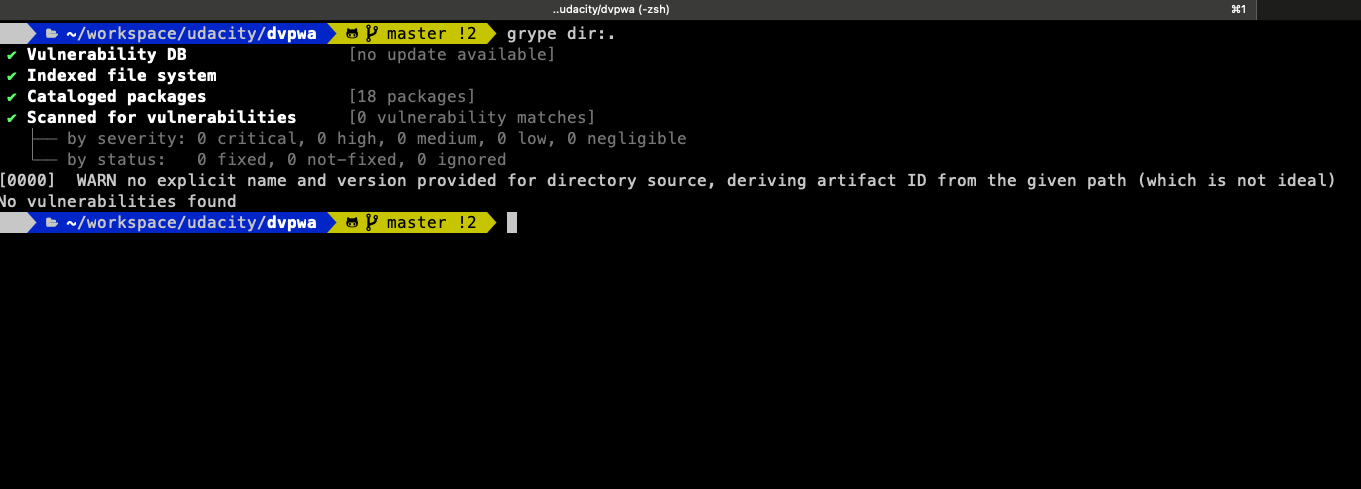 ..udacity/dvpwa (-zsh) ⌘1
~/workspace/udacity/dvpwa master !2 grype dir:.
✔ Vulnerability DB [no update available]
✔ Indexed file system
✔ Cataloged packages [18 packages]
✔ Scanned for vulnerabilities [0 vulnerability matches]
├── by severity: 0 critical, 0 high, 0 medium, 0 low, 0 negligible
└── by status: 0 fixed, 0 not-fixed, 0 ignored
[0000] WARN no explicit name and version provided for directory source, deriving artifact ID from the given path (which is not ideal)
No vulnerabilities found
~/workspace/udacity/dvpwa master !2